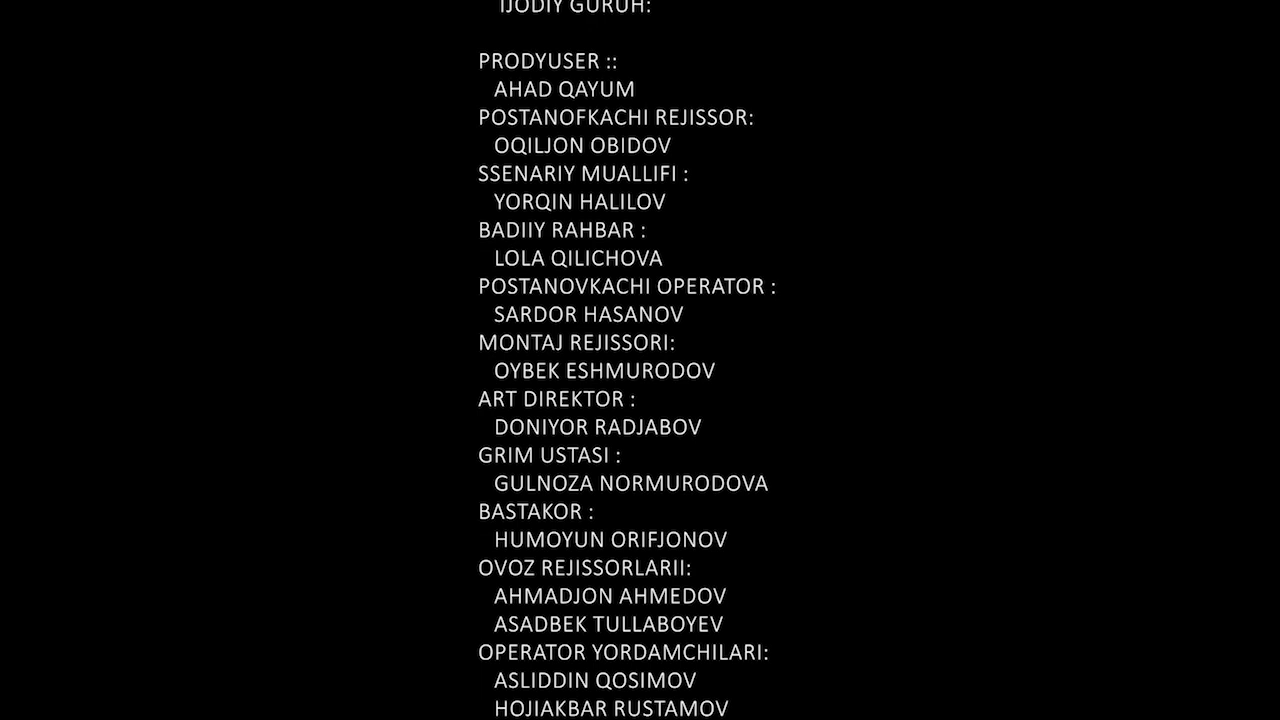 IJODIY GURUH:
PRODYUSER ::
AHAD QAYUM
POSTANOFKACHI REJISSOR:
OQILJON OBIDOV
SSENARIY MUALLIFI :
YORQIN HALILOV
BADIIY RAHBAR :
LOLA QILICHOVA
POSTANOVKACHI OPERATOR :
SARDOR HASANOV
MONTAJ REJISSORI:
OYBEK ESHMURODOV
ART DIREKTOR :
DONIYOR RADJABOV
GRIM USTASI :
GULNOZA NORMURODOVA
BASTAKOR :
HUMOYUN ORIFJONOV
OVOZ REJISSORLARII:
AHMADJON AHMEDOV
ASADBEK TULLABOYEV
OPERATOR YORDAMCHILARI:
ASLIDDIN QOSIMOV
HOJIAKBAR RUSTAMOV